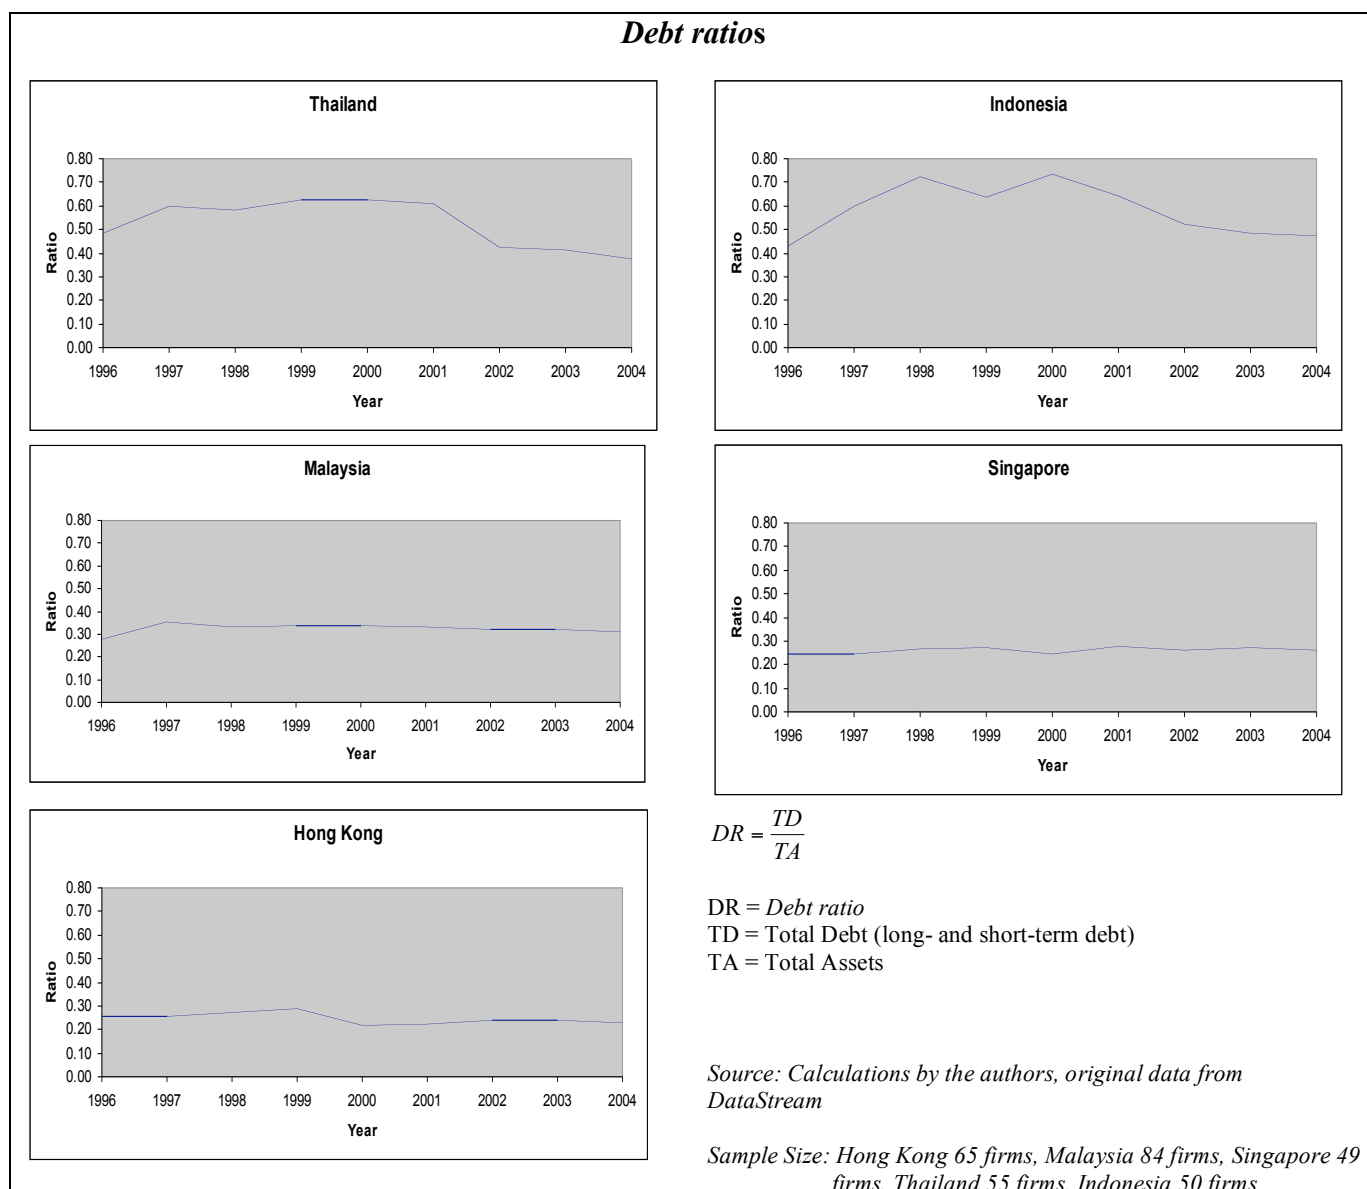 Debt ratios
Thailand
0.80
0.70
0.60
0.50
0.40
0.30
0.20
0.10
0.00
Ratio
1996 1997 1998 1999 2000 2001 2002 2003 2004
Year
Indonesia
0.80
0.70
0.60
0.50
0.40
0.30
0.20
0.10
0.00
Ratio
1996 1997 1998 1999 2000 2001 2002 2003 2004
Year
Malaysia
0.80
0.70
0.60
0.50
0.40
0.30
0.20
0.10
0.00
Ratio
1996 1997 1998 1999 2000 2001 2002 2003 2004
Year
Singapore
0.80
0.70
0.60
0.50
0.40
0.30
0.20
0.10
0.00
Ratio
1996 1997 1998 1999 2000 2001 2002 2003 2004
Year
Hong Kong
0.80
0.70
0.60
0.50
0.40
0.30
0.20
0.10
0.00
Ratio
1996 1997 1998 1999 2000 2001 2002 2003 2004
Year
DR = TD / TA
DR = Debt ratio
TD = Total Debt (long- and short-term debt)
TA = Total Assets
Source: Calculations by the authors, original data from
DataStream
Sample Size: Hong Kong 65 firms, Malaysia 84 firms, Singapore 49
firms, Thailand 55 firms, Indonesia 50 firms